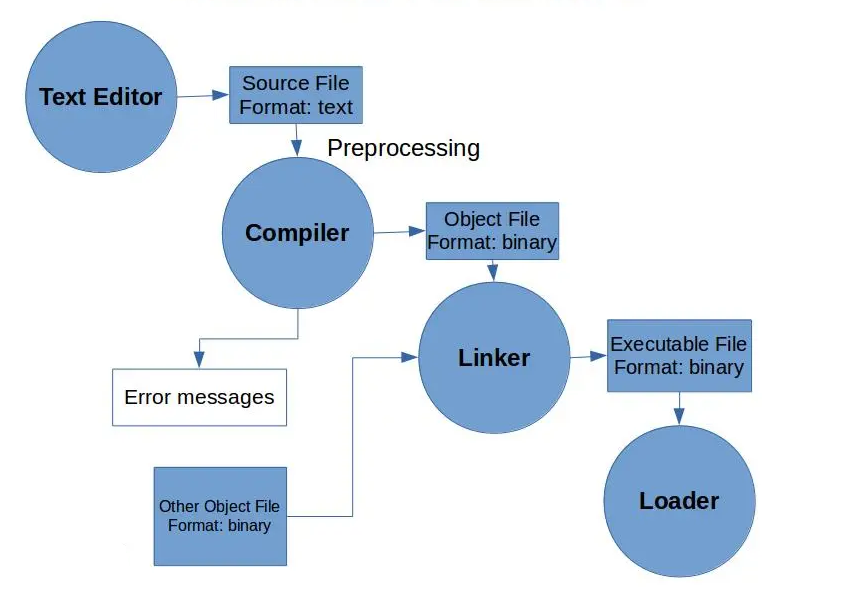 Text Editor
Source File
Format: text
Preprocessing
Compiler
Object File
Format: binary
Linker
Executable File
Format: binary
Error messages
Other Object File
Format: binary
Loader